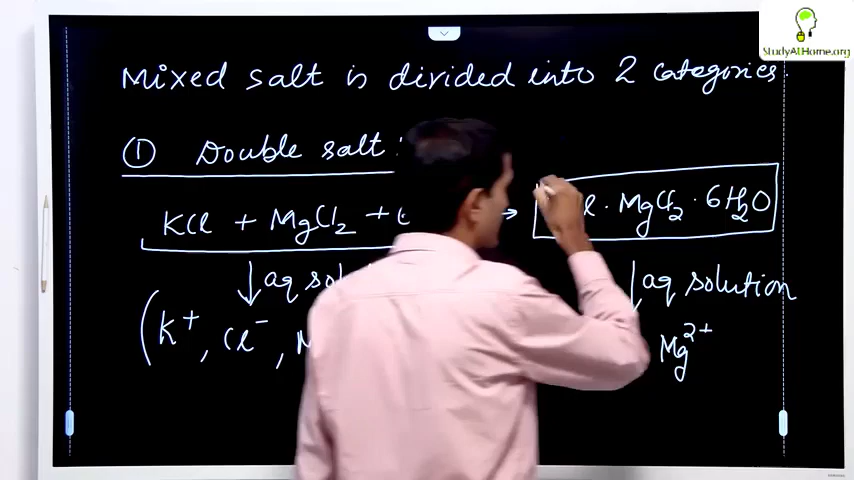 StudyAtHome.org
Mixed salt is divided into 2 categories.
① Double salt :
KCl + MgCl₂ + → l · MgCl₂ · 6H₂O
↓ aq so ↓ aq solution
(K⁺, Cl⁻, M Mg²⁺